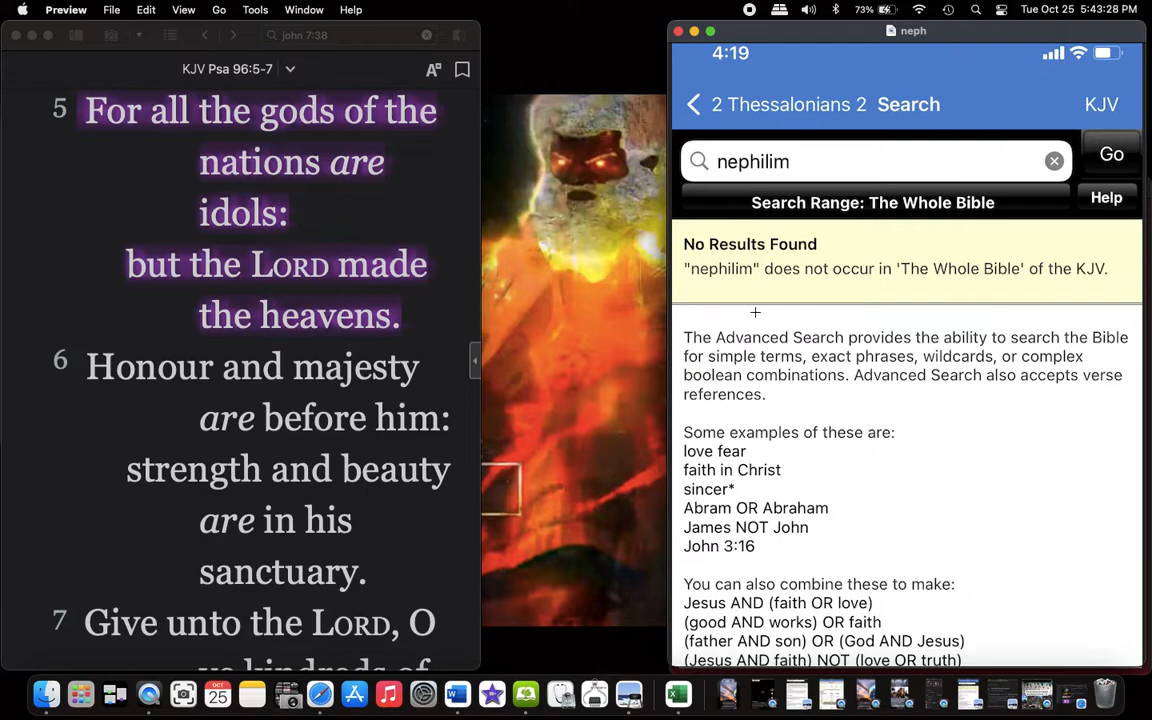 Preview File Edit View Go Tools Window Help
73% Tue Oct 25 5:43:28 PM
john 7:38
KJV Psa 96:5-7
5 For all the gods of the
nations are
idols:
but the LORD made
the heavens.
6 Honour and majesty
are before him:
strength and beauty
are in his
sanctuary.
7 Give unto the LORD, O
ye kindreds of
neph
4:19
2 Thessalonians 2 Search KJV
nephilim
Go
Search Range: The Whole Bible
Help
No Results Found
"nephilim" does not occur in 'The Whole Bible' of the KJV.
The Advanced Search provides the ability to search the Bible
for simple terms, exact phrases, wildcards, or complex
boolean combinations. Advanced Search also accepts verse
references.
Some examples of these are:
love fear
faith in Christ
sincer*
Abram OR Abraham
James NOT John
John 3:16
You can also combine these to make:
Jesus AND (faith OR love)
(good AND works) OR faith
(father AND son) OR (God AND Jesus)
(Jesus AND faith) NOT (love OR truth)
OCT
25